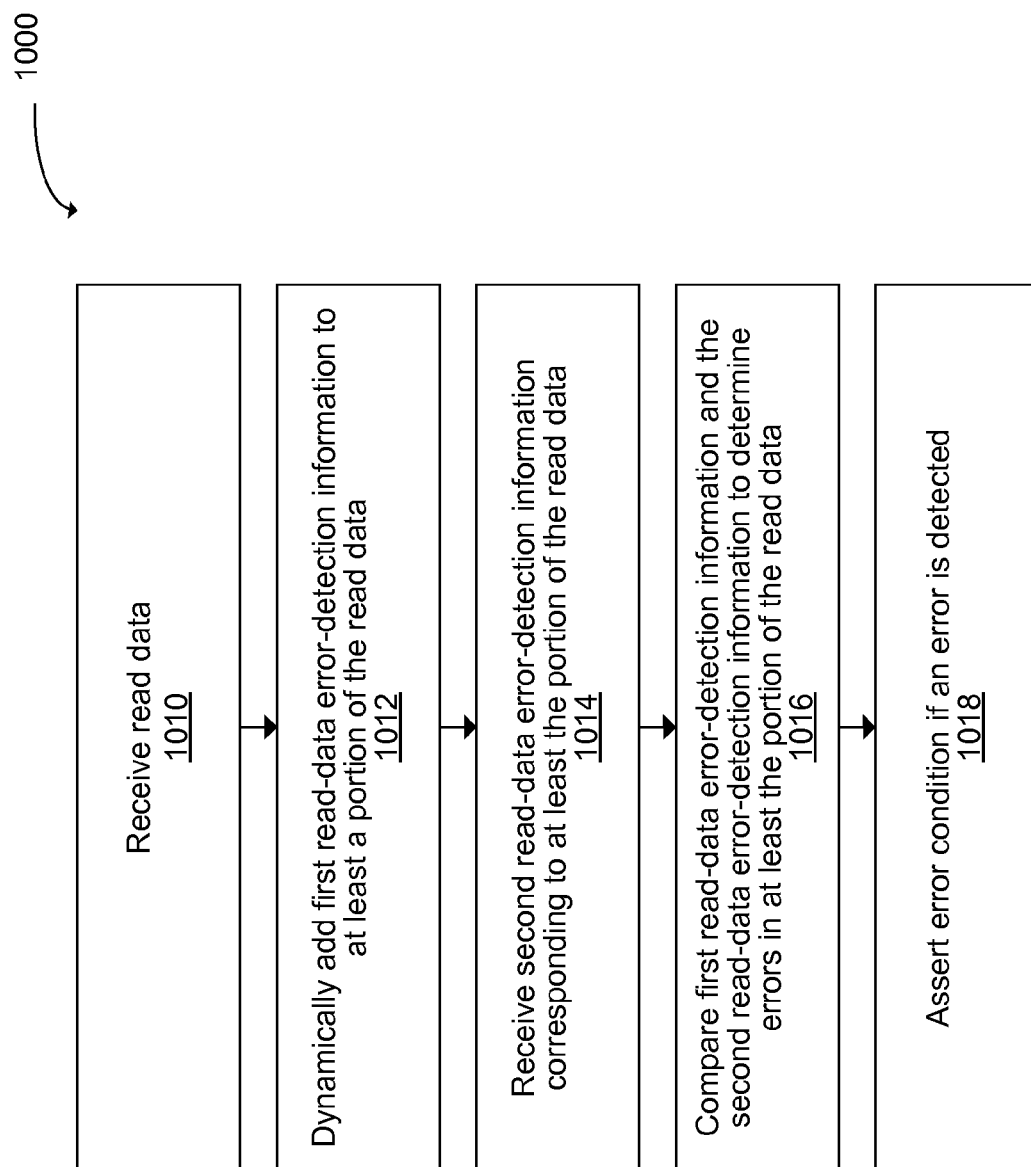 1000
Receive read data
1010
Dynamically add first read-data error-detection information to
at least a portion of the read data
1012
Receive second read-data error-detection information
corresponding to at least the portion of the read data
1014
Compare first read-data error-detection information and the
second read-data error-detection information to determine
errors in at least the portion of the read data
1016
Assert error condition if an error is detected
1018